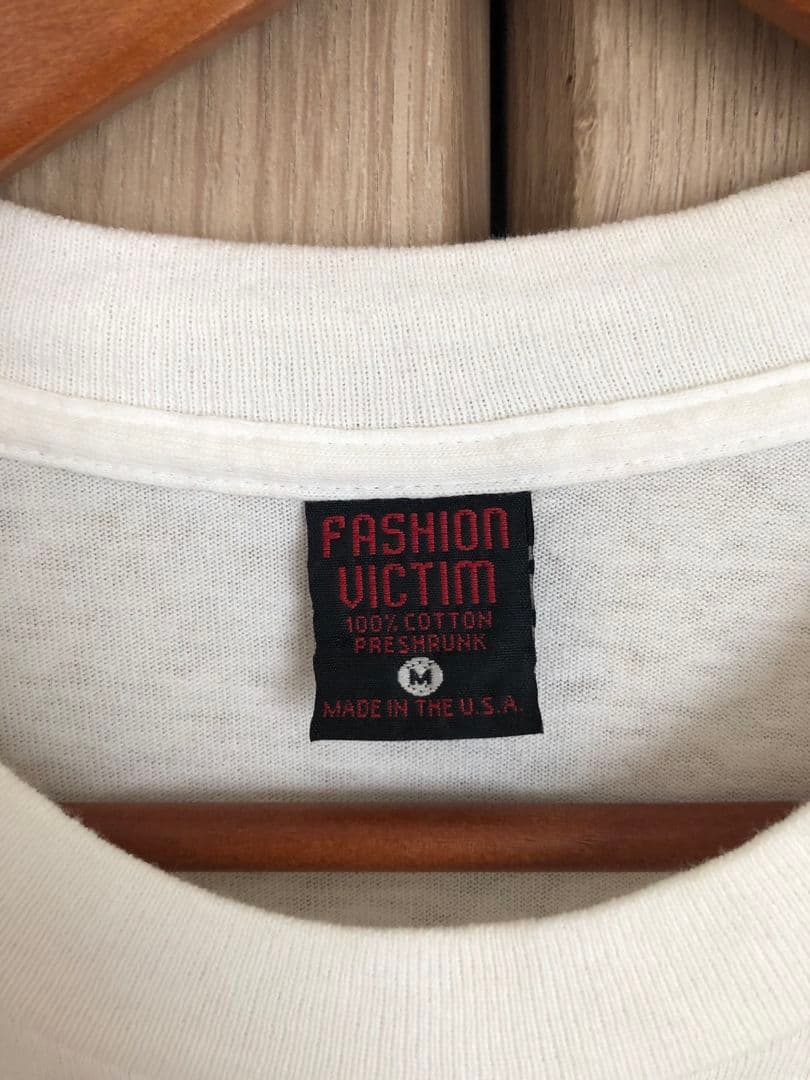 FASHION
VICTIM
100% COTTON
PRESHRUNK
M
MADE IN THE U.S.A.